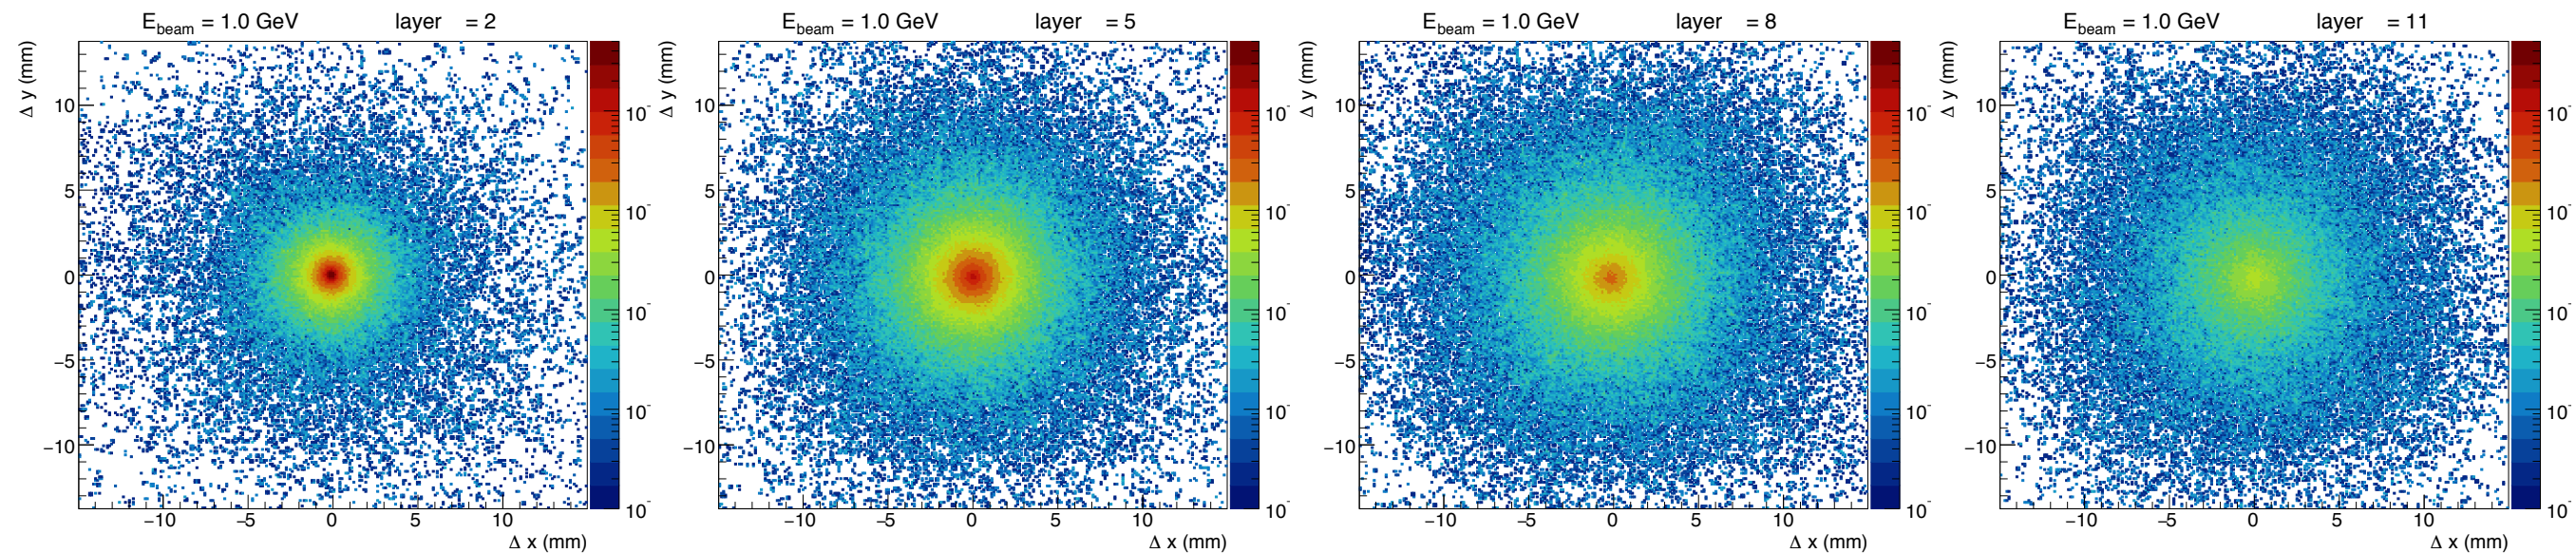 E_beam = 1.0 GeV layer = 2
Δ y (mm)
10
5
0
−5
−10
−10 −5 0 5 10
Δ x (mm)
10-
10-
10-
10-
10-
E_beam = 1.0 GeV layer = 5
Δ y (mm)
10
5
0
−5
−10
−10 −5 0 5 10
Δ x (mm)
10-
10-
10-
10-
10-
E_beam = 1.0 GeV layer = 8
Δ y (mm)
10
5
0
−5
−10
−10 −5 0 5 10
Δ x (mm)
10-
10-
10-
10-
10-
E_beam = 1.0 GeV layer = 11
Δ y (mm)
10
5
0
−5
−10
−10 −5 0 5 10
Δ x (mm)
10-
10-
10-
10-
10-